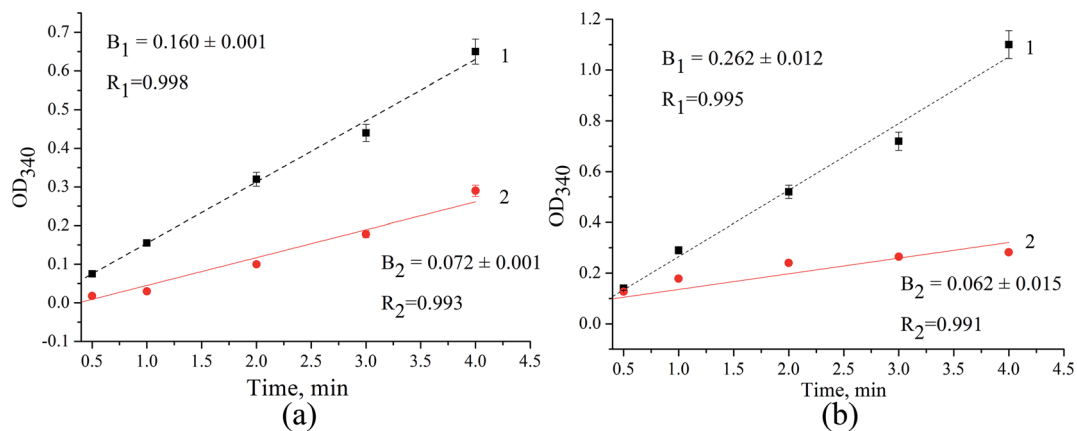 0.7
0.6
0.5
0.4
0.3
0.2
0.1
0.0
-0.1
OD340
B1 = 0.160 ± 0.001
R1=0.998
1
2
B2 = 0.072 ± 0.001
R2=0.993
0.5 1.0 1.5 2.0 2.5 3.0 3.5 4.0 4.5
Time, min
(a)
1.2
1.0
0.8
0.6
0.4
0.2
0.0
OD340
B1 = 0.262 ± 0.012
R1=0.995
1
2
B2 = 0.062 ± 0.015
R2=0.991
0.5 1.0 1.5 2.0 2.5 3.0 3.5 4.0 4.5
Time, min
(b)